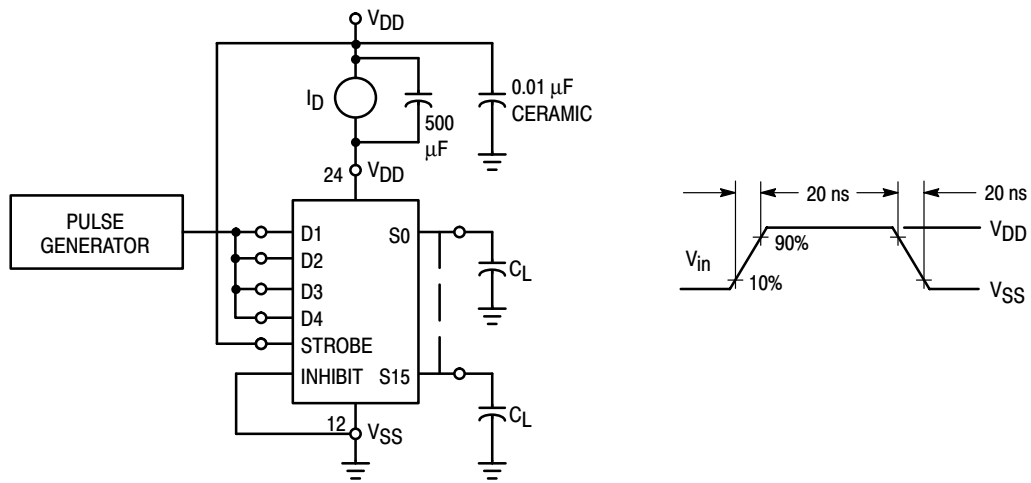 VDD
ID
500
μF
0.01 μF
CERAMIC
24
VDD
PULSE
GENERATOR
D1
D2
D3
D4
STROBE
INHIBIT
S0
S15
CL
CL
12
VSS
20 ns
20 ns
Vin
90%
10%
VDD
VSS